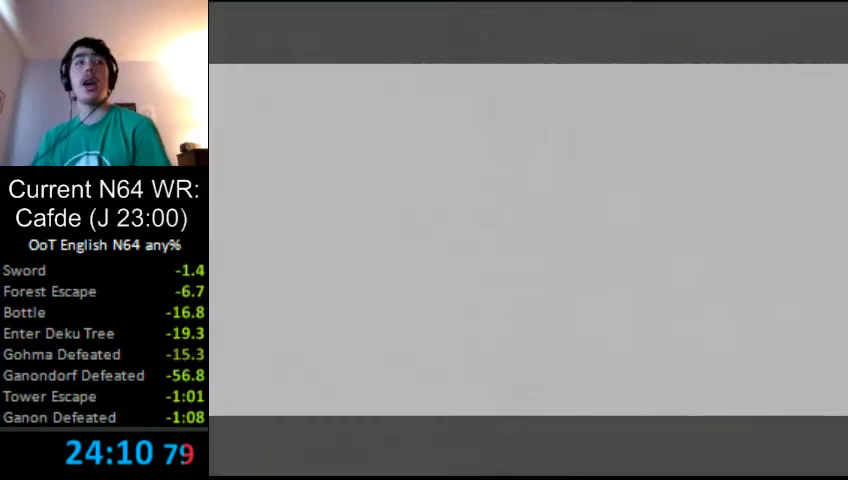 Current N64 WR:
Cafde (J 23:00)
OoT English N64 any%
Sword -1.4
Forest Escape -6.7
Bottle -16.8
Enter Deku Tree -19.3
Gohma Defeated -15.3
Ganondorf Defeated -56.8
Tower Escape -1:01
Ganon Defeated -1:08
24:10 79